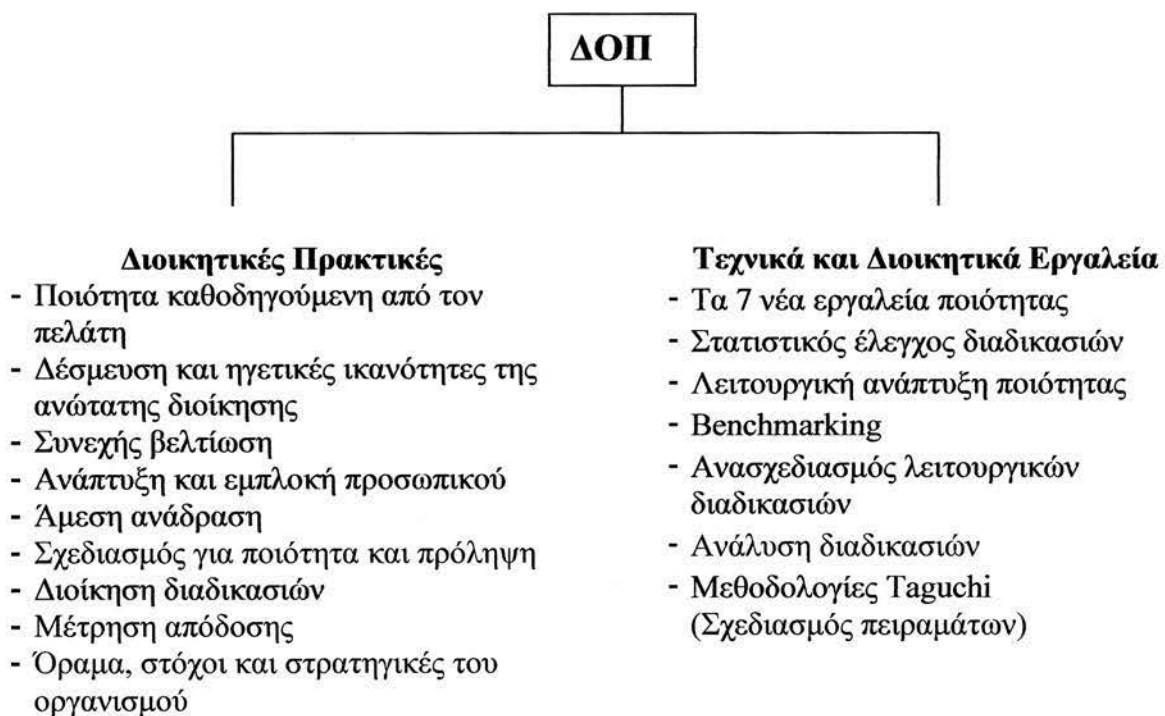 ΔΟΠ
Διοικητικές Πρακτικές
- Ποιότητα καθοδηγούμενη από τον
πελάτη
- Δέσμευση και ηγετικές ικανότητες της
ανώτατης διοίκησης
- Συνεχής βελτίωση
- Ανάπτυξη και εμπλοκή προσωπικού
- Άμεση ανάδραση
- Σχεδιασμός για ποιότητα και πρόληψη
- Διοίκηση διαδικασιών
- Μέτρηση απόδοσης
- Όραμα, στόχοι και στρατηγικές του
οργανισμού
Τεχνικά και Διοικητικά Εργαλεία
- Τα 7 νέα εργαλεία ποιότητας
- Στατιστικός έλεγχος διαδικασιών
- Λειτουργική ανάπτυξη ποιότητας
- Benchmarking
- Ανασχεδιασμός λειτουργικών
διαδικασιών
- Ανάλυση διαδικασιών
- Μεθοδολογίες Taguchi
(Σχεδιασμός πειραμάτων)